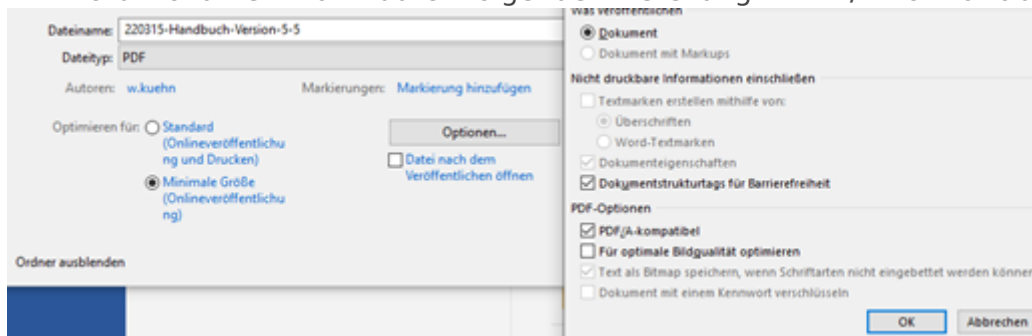 Dateiname: 220315-Handbuch-Version-5-5
Dateityp: PDF
Autoren: w.kuehn Markierungen: Markierung hinzufügen
Optimieren für: Standard
(Onlineveröffentlichu
ng und Drucken)
Minimale Größe
(Onlineveröffentlichu
ng)
Optionen...
Datei nach dem
Veröffentlichen öffnen
Ordner ausblenden
Was veröffentlichen
Dokument
Dokument mit Markups
Nicht druckbare Informationen einschließen
Textmarken erstellen mithilfe von:
Überschriften
Word-Textmarken
Dokumenteigenschaften
Dokumentstrukturtags für Barrierefreiheit
PDF-Optionen
PDF/A-kompatibel
Für optimale Bildqualität optimieren
Text als Bitmap speichern, wenn Schriftarten nicht eingebettet werden könner
Dokument mit einem Kennwort verschlüsseln
OK Abbrechen